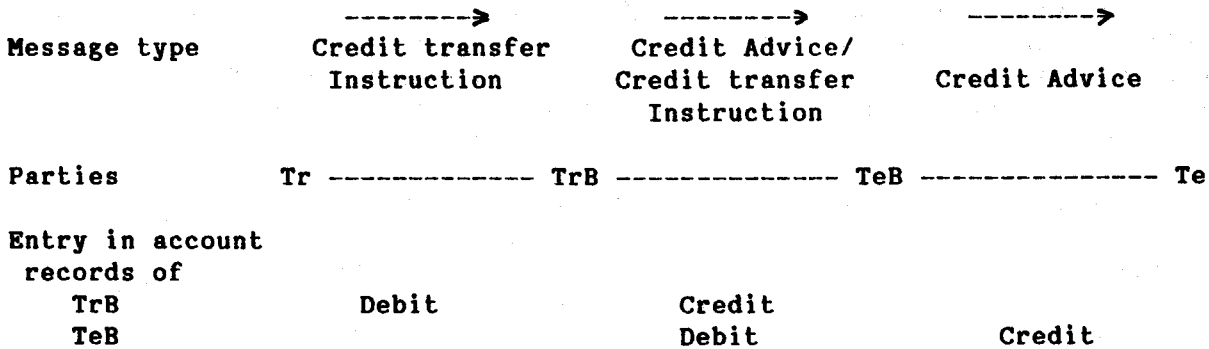 --------> --------> -------->
Message type Credit transfer Credit Advice/
Instruction Credit transfer Credit Advice
Instruction
Parties Tr ------------- TrB -------------- TeB --------------- Te
Entry in account
records of
TrB Debit Credit
TeB Debit Credit